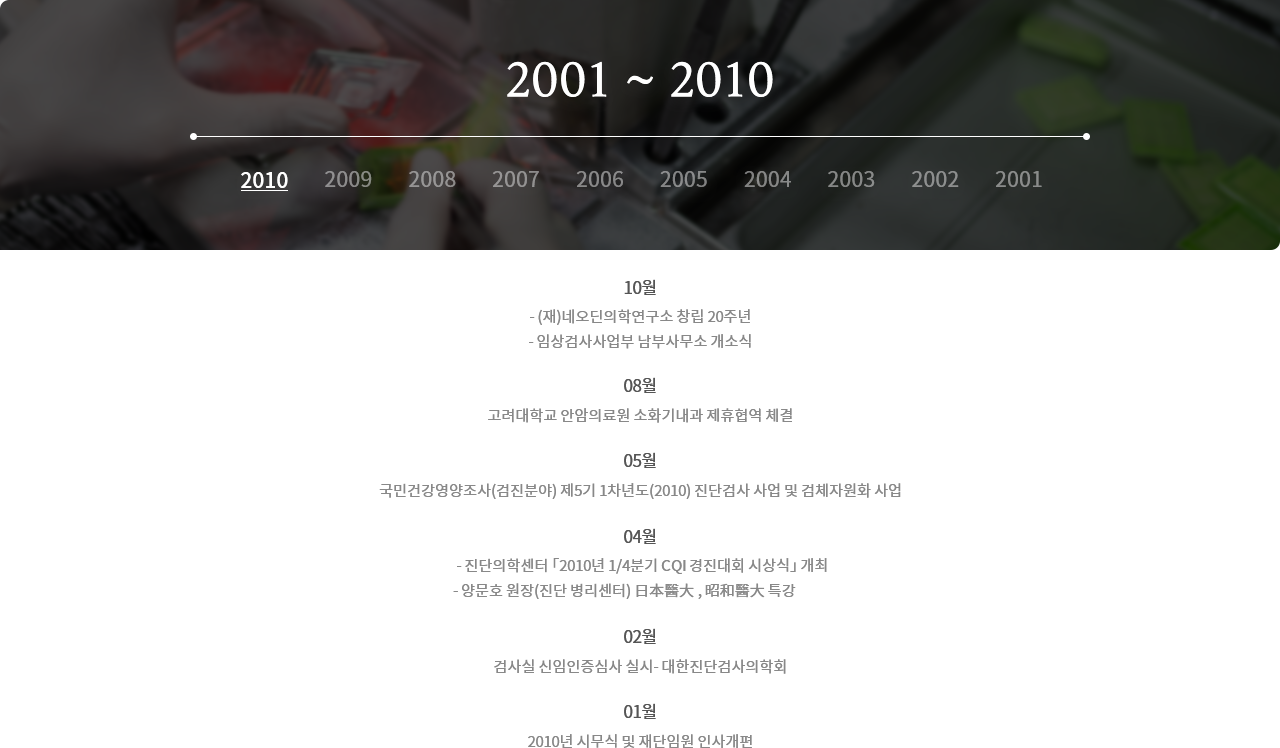 2001 ~ 2010
2010 2009 2008 2007 2006 2005 2004 2003 2002 2001
10월
- (재)네오딘의학연구소 창립 20주년
- 임상검사사업부 남부사무소 개소식
08월
고려대학교 안암의료원 소화기내과 제휴협역 체결
05월
국민건강영양조사(검진분야) 제5기 1차년도(2010) 진단검사 사업 및 검체자원화 사업
04월
- 진단의학센터 「2010년 1/4분기 CQI 경진대회 시상식」 개최
- 양문호 원장(진단 병리센터) 日本醫大 , 昭和醫大 특강
02월
검사실 신임인증심사 실시- 대한진단검사의학회
01월
2010년 시무식 및 재단임원 인사개편